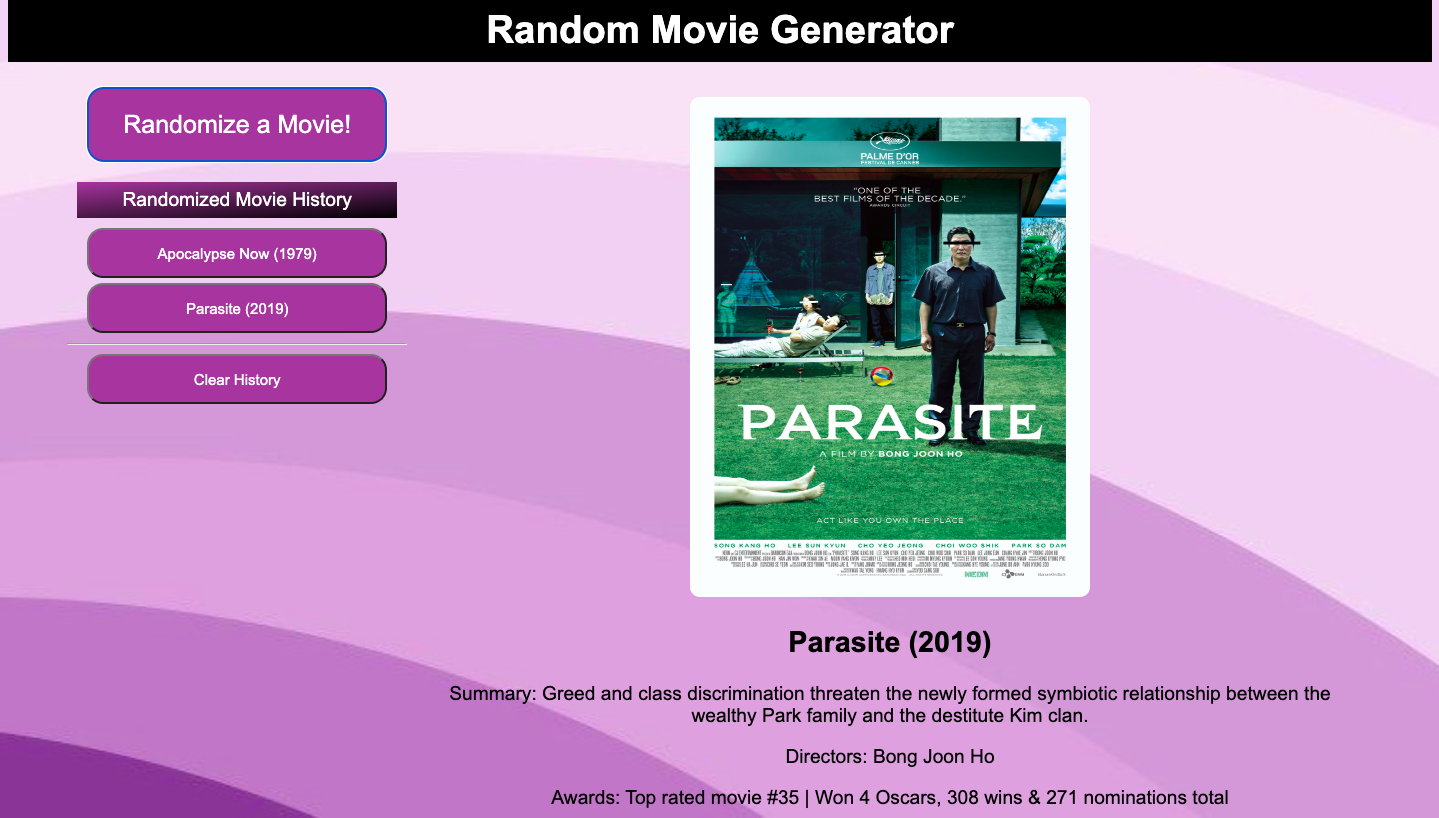 Random Movie Generator
Randomize a Movie!
Randomized Movie History
Apocalypse Now (1979)
Parasite (2019)
Clear History
PALME D'OR
FESTIVAL DE CANNES
"ONE OF THE
BEST FILMS OF THE DECADE."
AWARDS CIRCUIT
PARASITE
A FILM BY BONG JOON HO
ACT LIKE YOU OWN THE PLACE
SONG KANG HO LEE SUN KYUN CHO YEO JEONG CHOI WOO SHIK PARK SO DAM
NEON
Parasite (2019)
Summary: Greed and class discrimination threaten the newly formed symbiotic relationship between the
wealthy Park family and the destitute Kim clan.
Directors: Bong Joon Ho
Awards: Top rated movie #35 | Won 4 Oscars, 308 wins & 271 nominations total